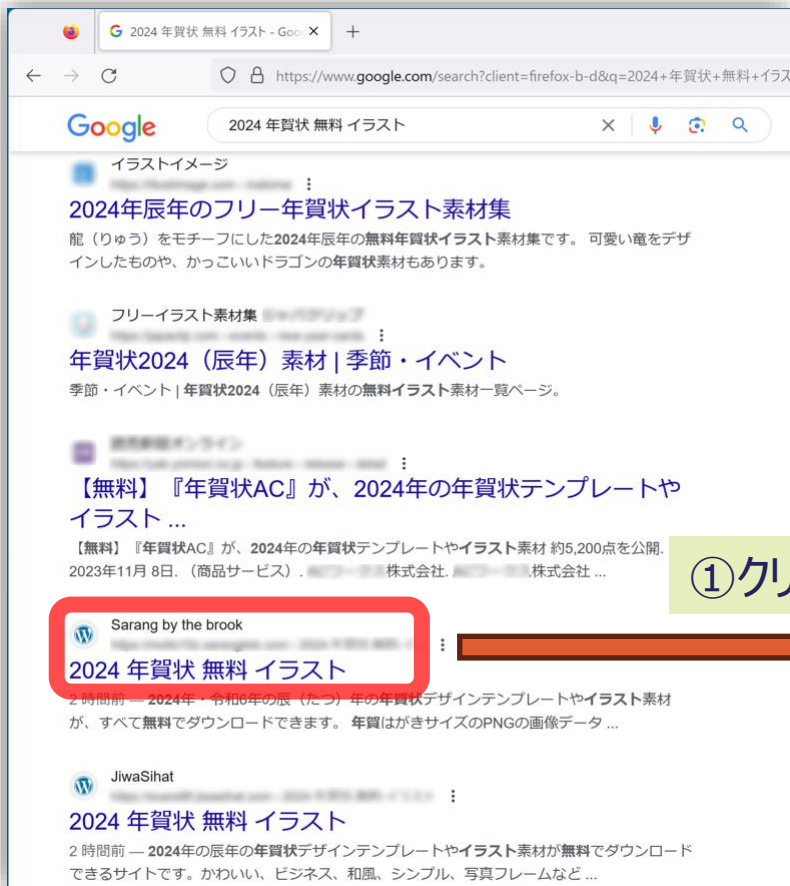 2024 年賀状 無料 イラスト - Goo
https://www.google.com/search?client=firefox-b-d&q=2024+年賀状+無料+イラス
Google
2024 年賀状 無料 イラスト
イラストイメージ
2024年辰年のフリー年賀状イラスト素材集
龍（りゅう）をモチーフにした2024年辰年の無料年賀状イラスト素材集です。 可愛い竜をデザ
インしたものや、かっこいいドラゴンの年賀状素材もあります。
フリーイラスト素材集
年賀状2024（辰年）素材 | 季節・イベント
季節・イベント | 年賀状2024（辰年）素材の無料イラスト素材一覧ページ。
【無料】『年賀状AC』が、2024年の年賀状テンプレートや
イラスト ...
【無料】『年賀状AC』が、2024年の年賀状テンプレートやイラスト素材 約5,200点を公開.
2023年11月 8日.（商品サービス）. 株式会社. 株式会社 ...
①クリ
Sarang by the brook
2024 年賀状 無料 イラスト
2 時間前 — 2024年・令和6年の辰（たつ）年の年賀状デザインテンプレートやイラスト素材
が、すべて無料でダウンロードできます。 年賀はがきサイズのPNGの画像データ ...
JiwaSihat
2024 年賀状 無料 イラスト
2 時間前 — 2024年の辰年の年賀状デザインテンプレートやイラスト素材が無料でダウンロード
できるサイトです。かわいい、ビジネス、和風、シンプル、写真フレームなど ...